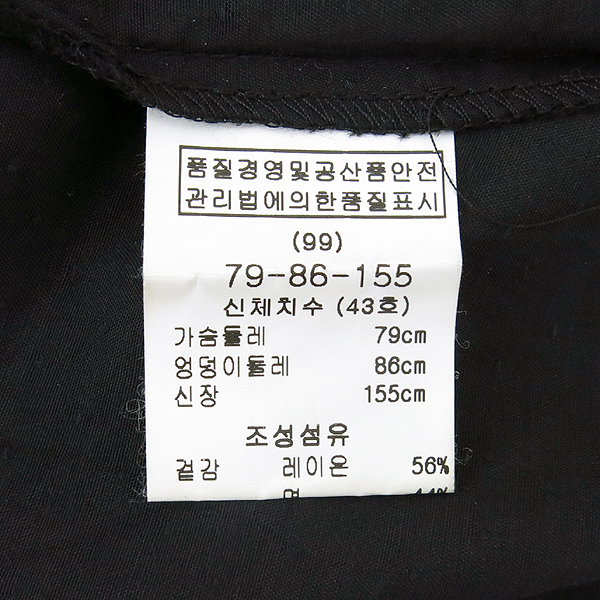 품질경영및공산품안전
관리법에의한품질표시
(99)
79-86-155
신체치수 (43호)
가슴둘레 79cm
엉덩이둘레 86cm
신장 155cm
조성섬유
겉감 레이온 56%